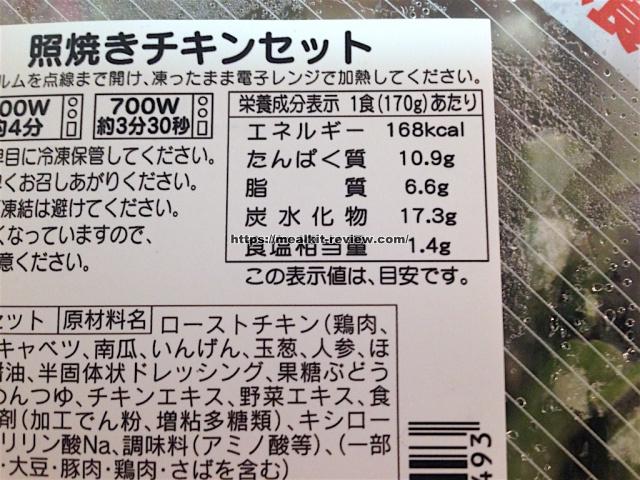 照焼きチキンセット
ルムを点線まで開け、凍ったまま電子レンジで加熱してください。
00W
約4分
700W
約3分30秒
早目に冷凍保管してください。
くお召しあがりください。
凍結は避けてください。
くなっていますので、
意ください。
栄養成分表示 1食(170g)あたり
エネルギー 168kcal
たんぱく質 10.9g
脂質 6.6g
炭水化物 17.3g
食塩相当量 1.4g
https://mealkit-review.com/
この表示値は、目安です。
セット 原材料名 ローストチキン(鶏肉、
キャベツ、南瓜、いんげん、玉葱、人参、ほ
醤油、半固体状ドレッシング、果糖ぶどう
めんつゆ、チキンエキス、野菜エキス、食
剤(加工でん粉、増粘多糖類)、キシロー
リリン酸Na、調味料(アミノ酸等)、(一部
・大豆・豚肉・鶏肉・さばを含む)
493